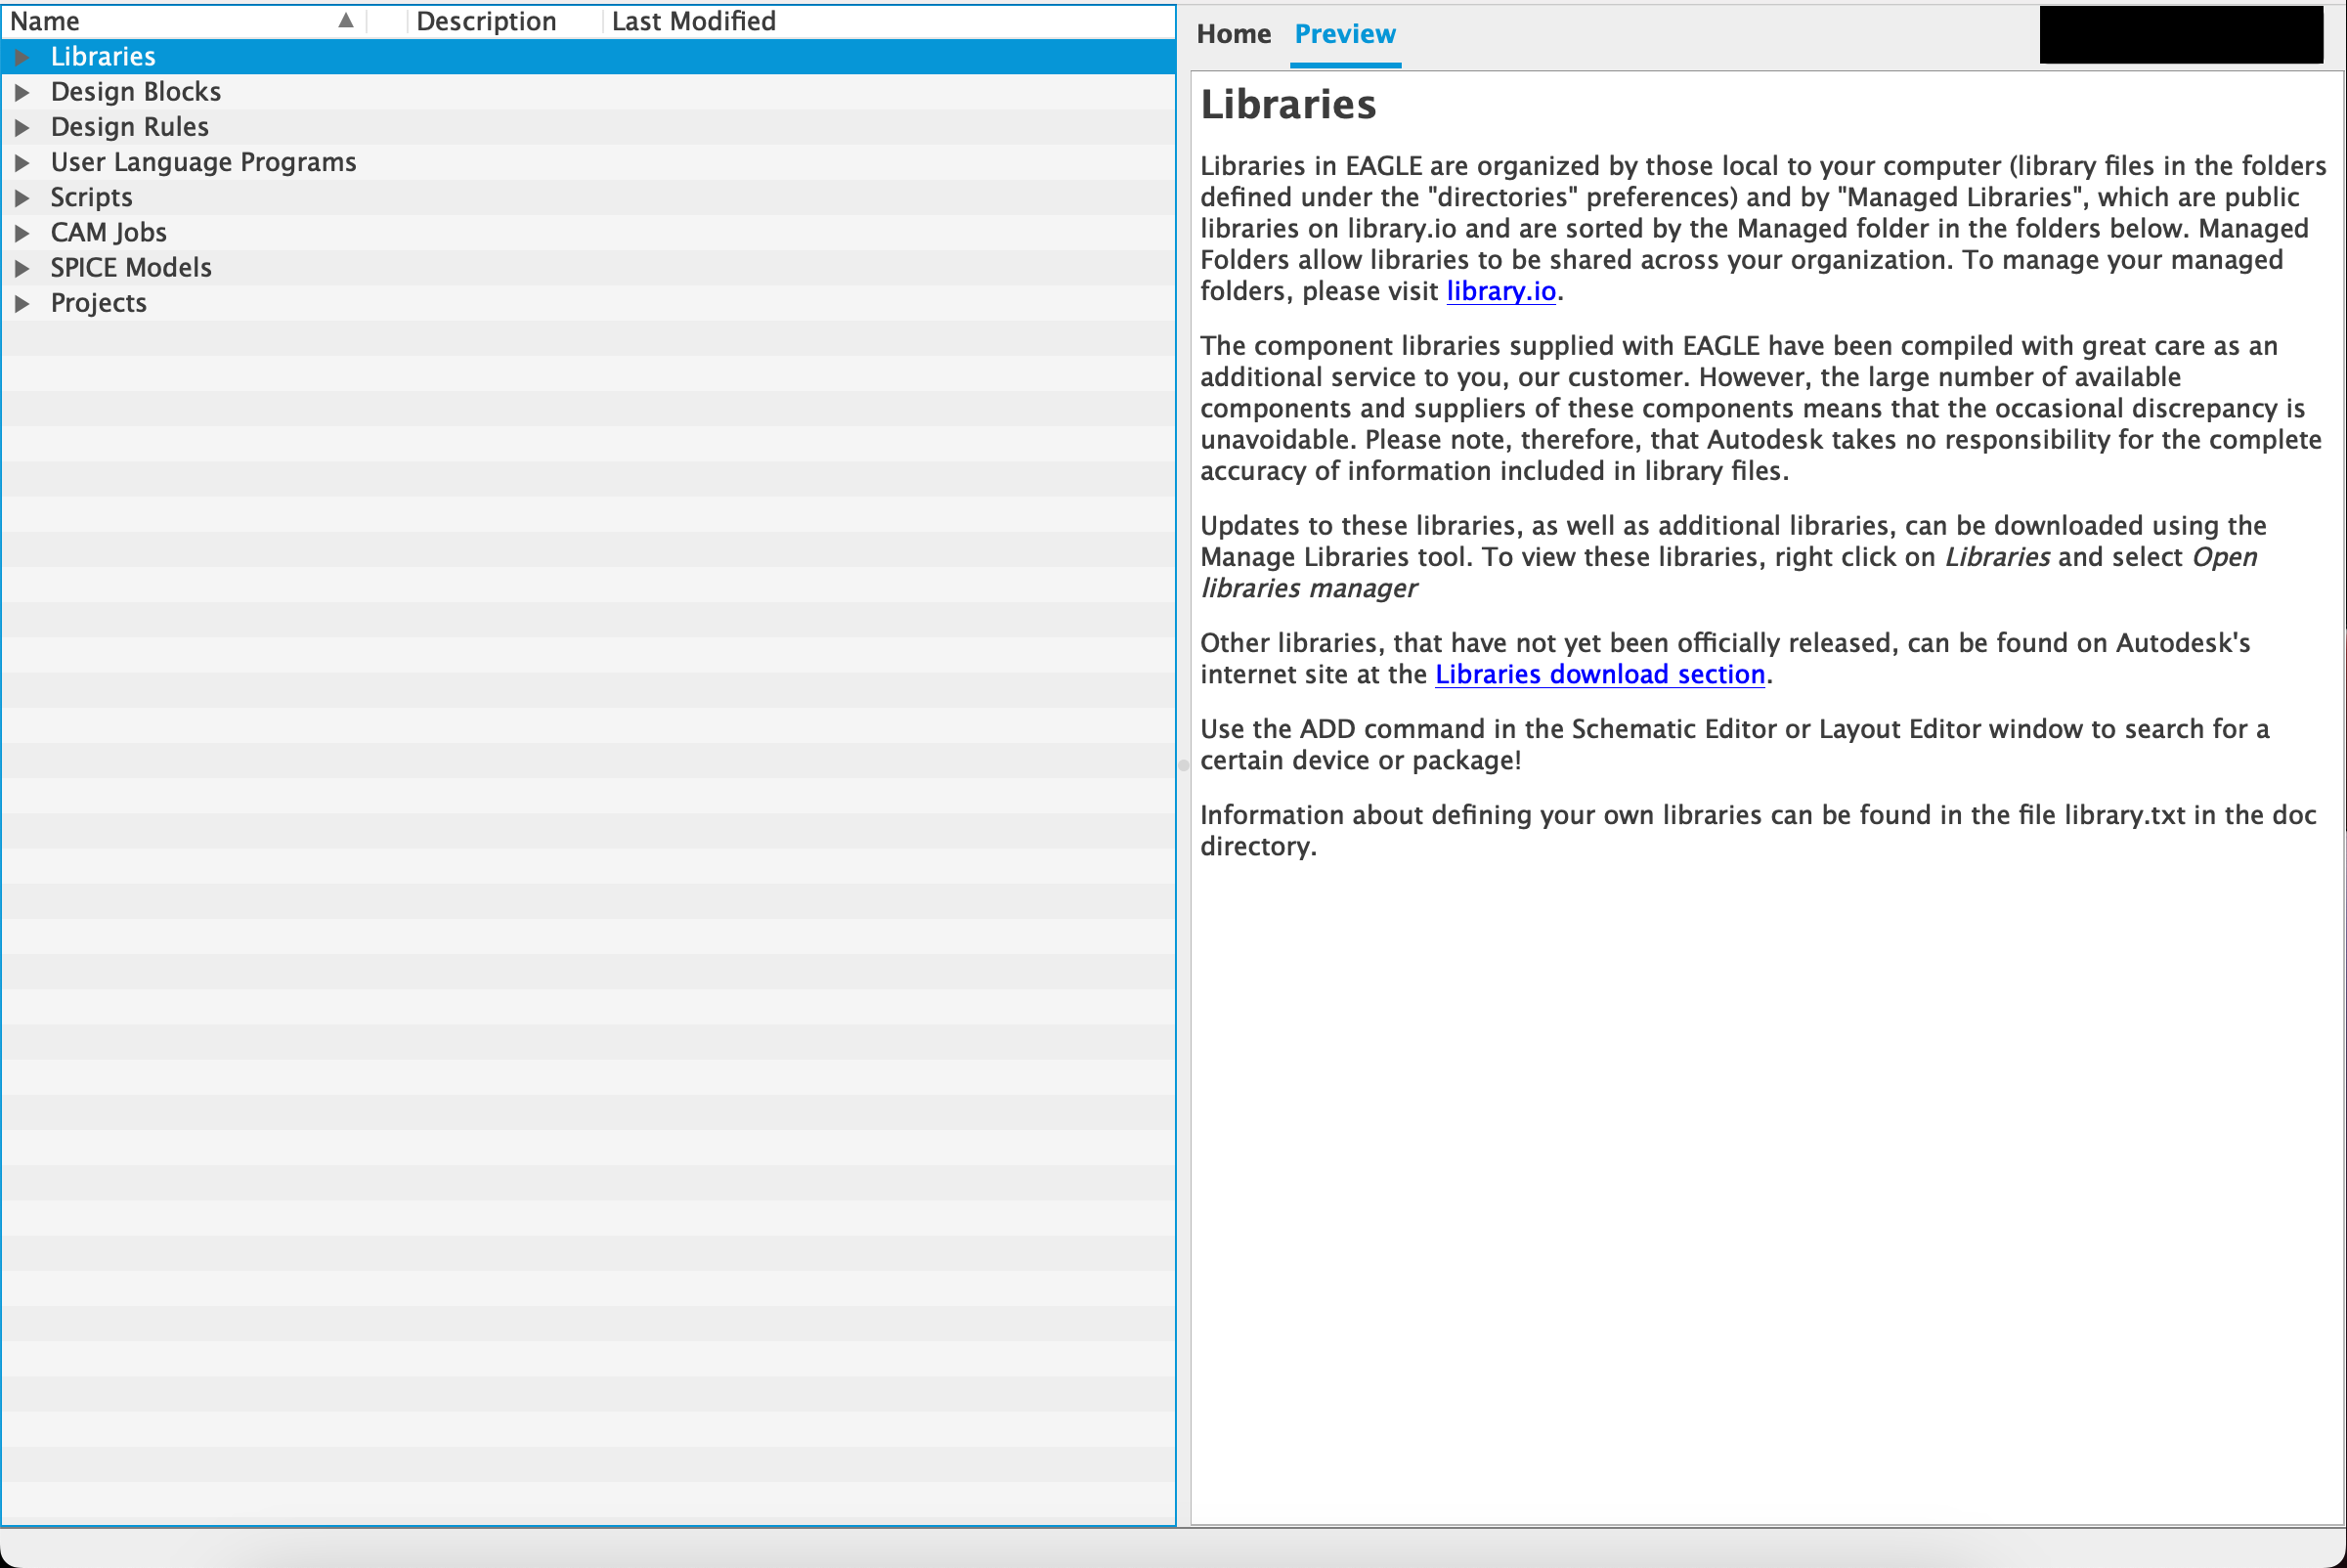 Name Description Last Modified
Libraries
Design Blocks
Design Rules
User Language Programs
Scripts
CAM Jobs
SPICE Models
Projects
Home Preview
Libraries
Libraries in EAGLE are organized by those local to your computer (library files in the folders
defined under the "directories" preferences) and by "Managed Libraries", which are public
libraries on library.io and are sorted by the Managed folder in the folders below. Managed
Folders allow libraries to be shared across your organization. To manage your managed
folders, please visit library.io.
The component libraries supplied with EAGLE have been compiled with great care as an
additional service to you, our customer. However, the large number of available
components and suppliers of these components means that the occasional discrepancy is
unavoidable. Please note, therefore, that Autodesk takes no responsibility for the complete
accuracy of information included in library files.
Updates to these libraries, as well as additional libraries, can be downloaded using the
Manage Libraries tool. To view these libraries, right click on Libraries and select Open
libraries manager
Other libraries, that have not yet been officially released, can be found on Autodesk's
internet site at the Libraries download section.
Use the ADD command in the Schematic Editor or Layout Editor window to search for a
certain device or package!
Information about defining your own libraries can be found in the file library.txt in the doc
directory.